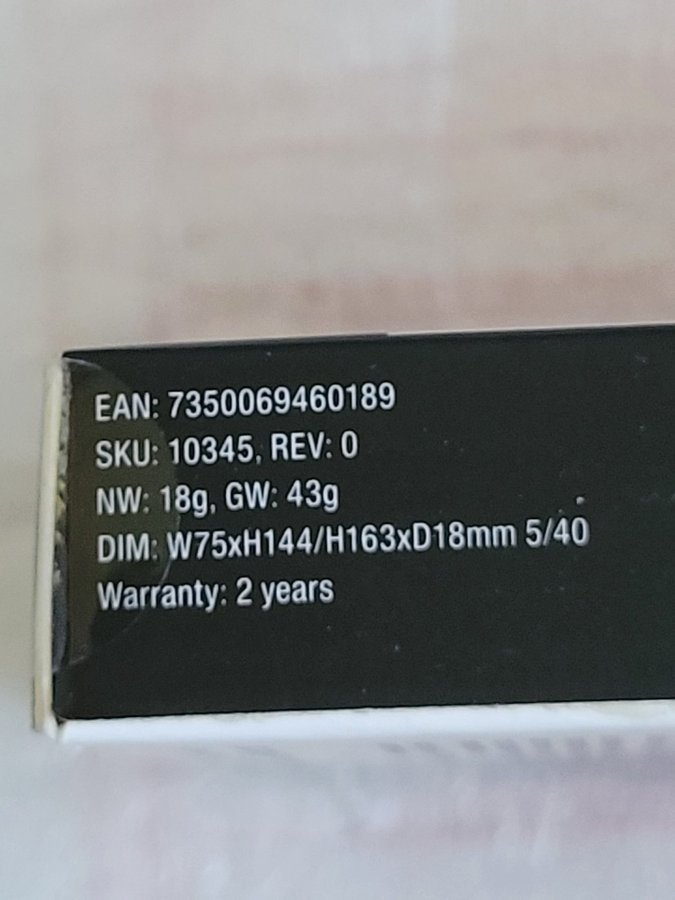 EAN: 7350069460189
SKU: 10345, REV: 0
NW: 18g, GW: 43g
DIM: W75xH144/H163xD18mm 5/40
Warranty: 2 years